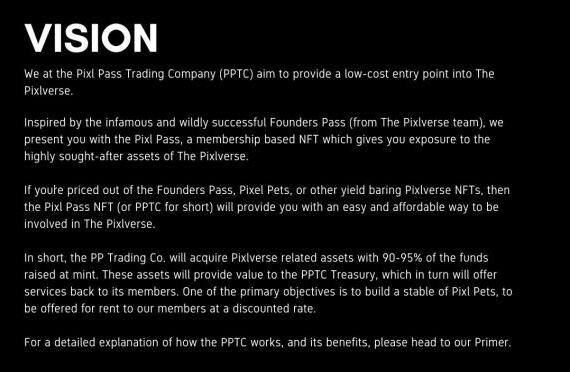 VISION
We at the Pixl Pass Trading Company (PPTC) aim to provide a low-cost entry point into The
Pixlverse.
Inspired by the infamous and wildly successful Founders Pass (from The Pixlverse team), we
present you with the Pixl Pass, a membership based NFT which gives you exposure to the
highly sought-after assets of The Pixlverse.
If you're priced out of the Founders Pass, Pixel Pets, or other yield baring Pixlverse NFTs, then
the Pixl Pass NFT (or PPTC for short) will provide you with an easy and affordable way to be
involved in The Pixlverse.
In short, the PP Trading Co. will acquire Pixlverse related assets with 90-95% of the funds
raised at mint. These assets will provide value to the PPTC Treasury, which in turn will offer
services back to its members. One of the primary objectives is to build a stable of Pixl Pets, to
be offered for rent to our members at a discounted rate.
For a detailed explanation of how the PPTC works, and its benefits, please head to our Primer.